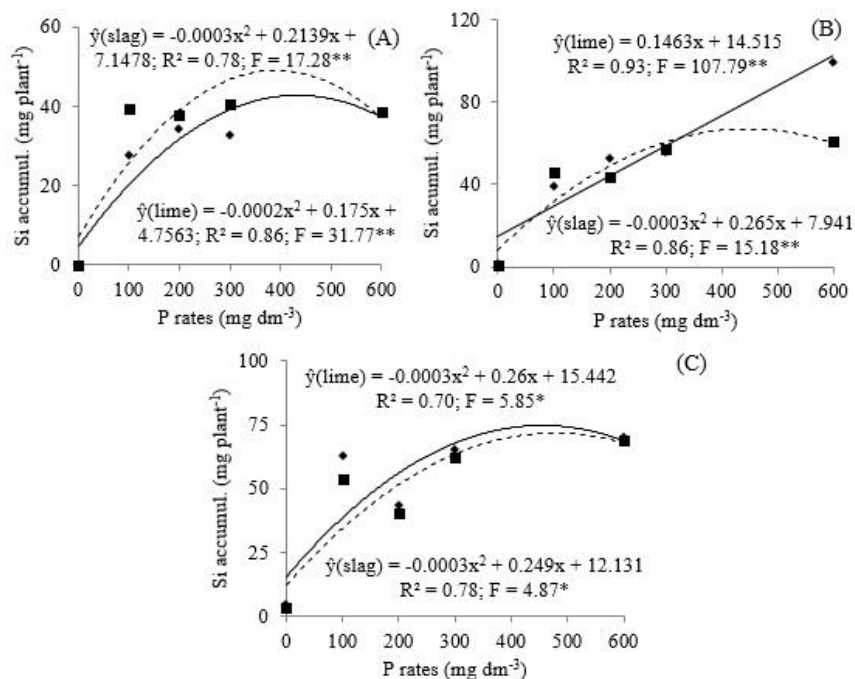 (A)
ŷ(slag) = -0.0003x² + 0.2139x +
7.1478; R² = 0.78; F = 17.28**
60
40
20
0
Si accumul. (mg plant⁻¹)
ŷ(lime) = -0.0002x² + 0.175x +
4.7563; R² = 0.86; F = 31.77**
0 100 200 300 400 500 600
P rates (mg dm⁻³)
(B)
ŷ(lime) = 0.1463x + 14.515
R² = 0.93; F = 107.79**
120
80
40
0
Si accumul. (mg plant⁻¹)
ŷ(slag) = -0.0003x² + 0.265x + 7.941
R² = 0.86; F = 15.18**
0 100 200 300 400 500 600
P rates (mg dm⁻³)
(C)
ŷ(lime) = -0.0003x² + 0.26x + 15.442
R² = 0.70; F = 5.85*
100
75
50
25
0
Si accumul. (mg plant⁻¹)
ŷ(slag) = -0.0003x² + 0.249x + 12.131
R² = 0.78; F = 4.87*
0 100 200 300 400 500 600
P rates (mg dm⁻³)